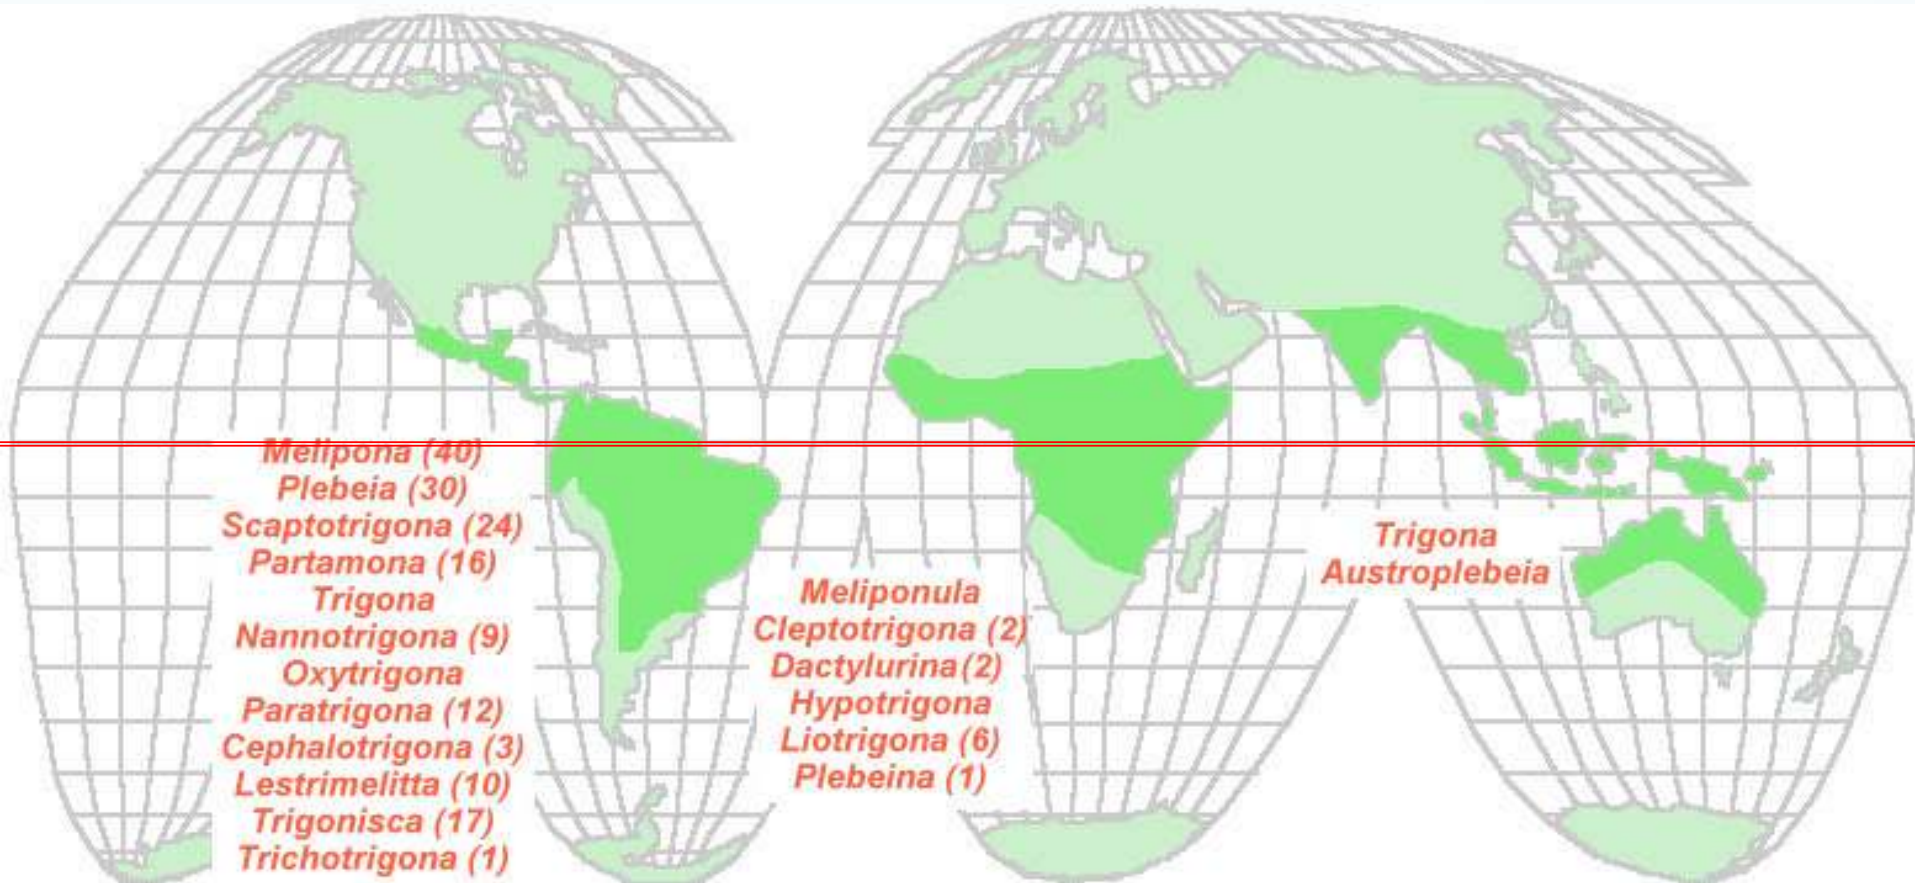 Melipona (40)
Plebeia (30)
Scaptotrigona (24)
Partamona (16)
Trigona
Nannotrigona (9)
Oxytrigona
Paratrigona (12)
Cephalotrigona (3)
Lestrimelitta (10)
Trigonisca (17)
Trichotrigona (1)
Meliponula
Cleptotrigona (2)
Dactylurina (2)
Hypotrigona
Liotrigona (6)
Plebeina (1)
Trigona
Austroplebeia